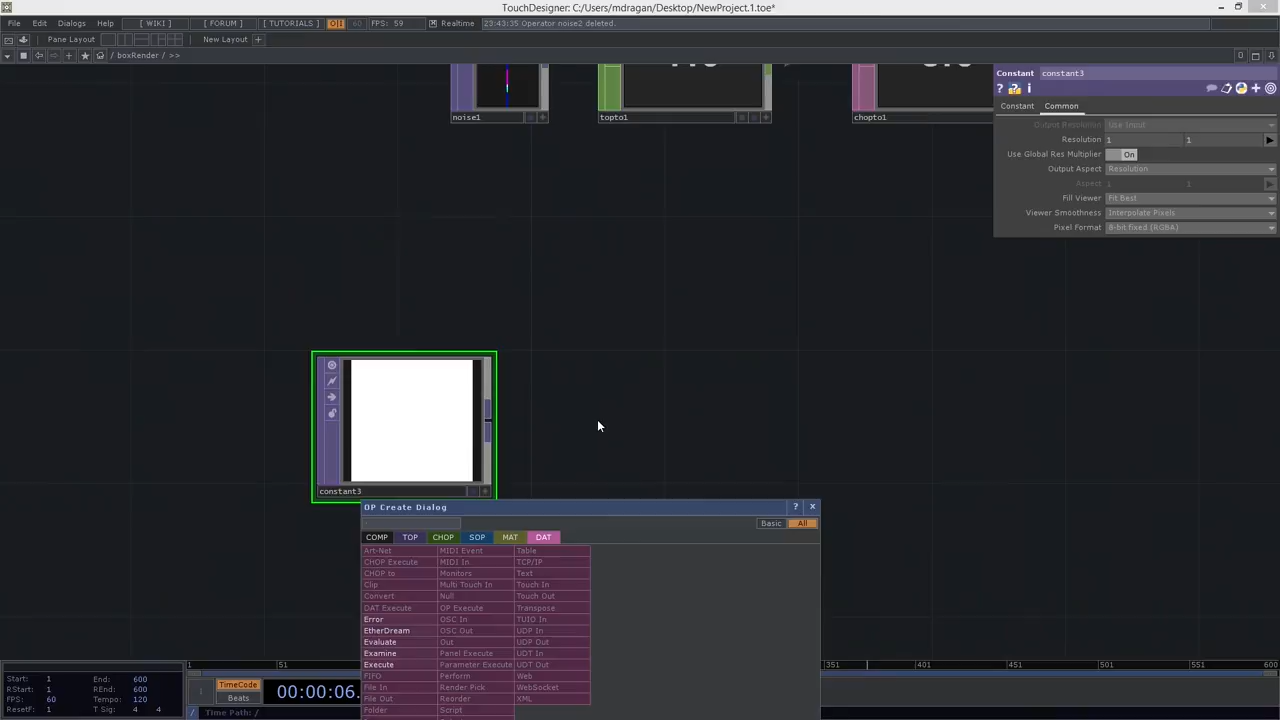 TouchDesigner: C:/Users/mdragan/Desktop/NewProject.1.toe*
File Edit Dialogs Help [ WIKI ] [ FORUM ] [ TUTORIALS ] O|I 60 FPS: 59 Realtime 23:43:35 Operator noise2 deleted.
Pane Layout New Layout +
/ boxRender / >>
Constant constant3
Constant Common
Output Resolution Use Input
Resolution 1 1
Use Global Res Multiplier On
Output Aspect Resolution
Aspect 1 1
Fill Viewer Fit Best
Viewer Smoothness Interpolate Pixels
Pixel Format 8-bit fixed (RGBA)
noise1 topto1 chopto1
constant3
OP Create Dialog ? x
Basic All
COMP TOP CHOP SOP MAT DAT
Art-Net MIDI Event Table
CHOP Execute MIDI In TCP/IP
CHOP to Monitors Text
Clip Multi Touch In Touch In
Convert Null Touch Out
DAT Execute OP Execute Transpose
Error OSC In TUIO In
EtherDream OSC Out UDP In
Evaluate Out UDP Out
Examine Panel Execute UDT In
Execute Parameter Execute UDT Out
FIFO Perform Web
File In Render Pick WebSocket
File Out Reorder XML
Folder Script
1 51 351 401 451 501 551 600
Start: 1 End: 600
RStart: 1 REnd: 600
FPS: 60 Tempo: 120
ResetF: 1 T Sig: 4 4
TimeCode
Beats
00:00:06.
/ Time Path: /